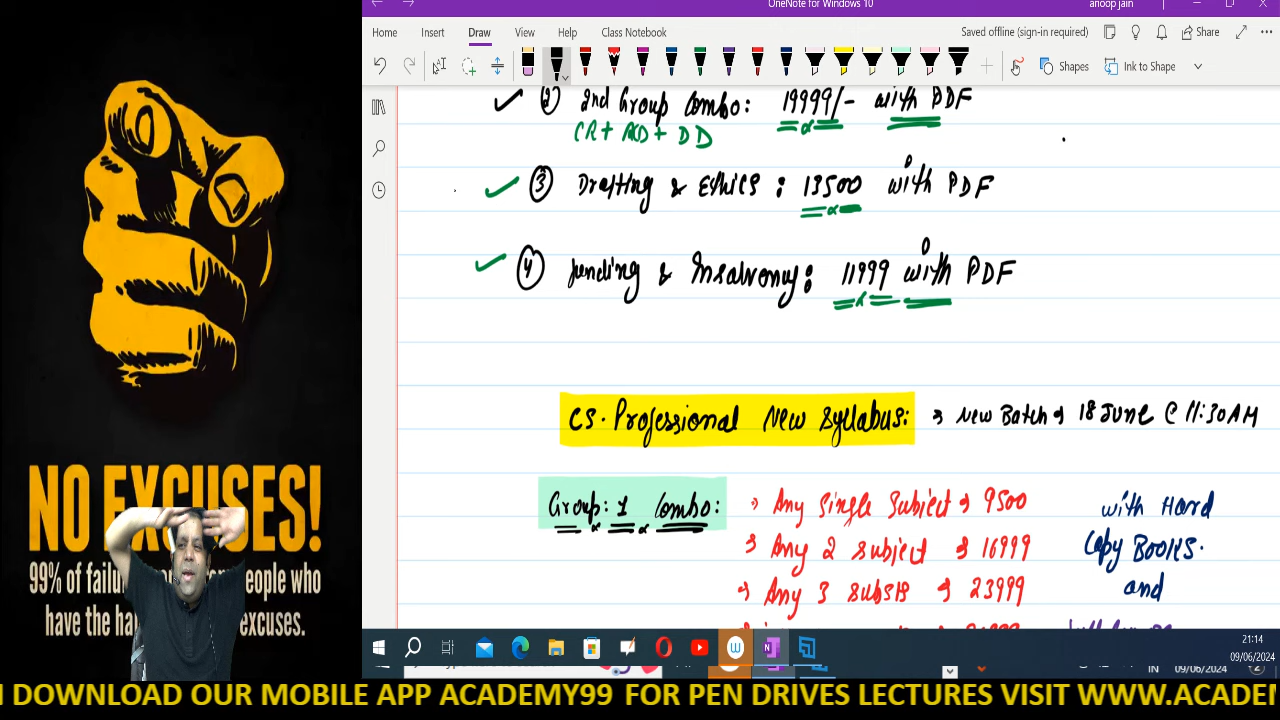 OneNote for Windows 10
anoop jain
Home Insert Draw View Help Class Notebook
Saved offline (sign-in required)
Share
Shapes
Ink to Shape
② 2nd Group Combo: 19999/- with PDF
CR + ACD + DD
③ Drafting & Ethics : 13500 with PDF
④ Funding & Insolvency: 11999 with PDF
CS. Professional New Syllabus: → New Batch → 18 June @ 11:30AM
Group: 1 Combo:
→ Any Single Subject → 9500
→ Any 2 subject → 16999
→ Any 3 → 23999
with Hard
Copy BOOKS.
and
NO EXCUSES!
99% of people who
have the excuses.
IN
21:14
09/06/2024
09/06/2024
DOWNLOAD OUR MOBILE APP ACADEMY99 FOR PEN DRIVES LECTURES VISIT WWW.ACADE